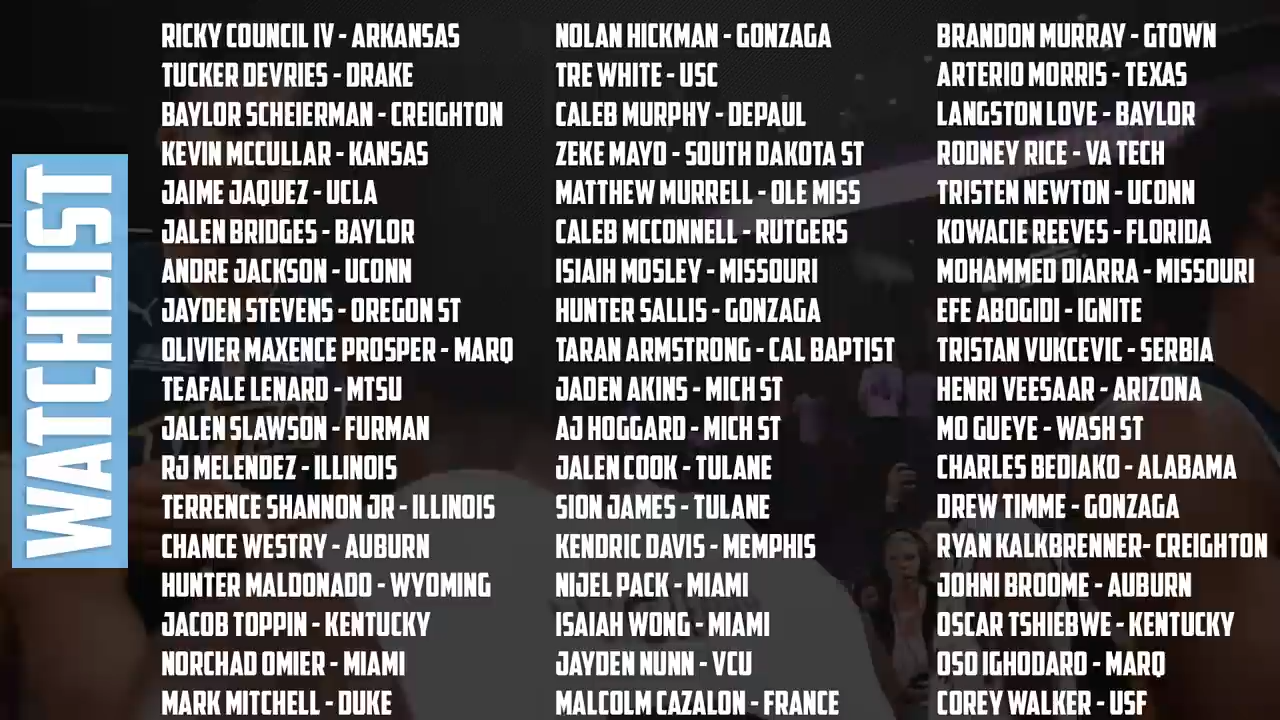 WATCHLIST
RICKY COUNCIL IV - ARKANSAS
TUCKER DEVRIES - DRAKE
BAYLOR SCHEIERMAN - CREIGHTON
KEVIN MCCULLAR - KANSAS
JAIME JAQUEZ - UCLA
JALEN BRIDGES - BAYLOR
ANDRE JACKSON - UCONN
JAYDEN STEVENS - OREGON ST
OLIVIER MAXENCE PROSPER - MARQ
TEAFALE LENARD - MTSU
JALEN SLAWSON - FURMAN
RJ MELENDEZ - ILLINOIS
TERRENCE SHANNON JR - ILLINOIS
CHANCE WESTRY - AUBURN
HUNTER MALDONADO - WYOMING
JACOB TOPPIN - KENTUCKY
NORCHAD OMIER - MIAMI
MARK MITCHELL - DUKE
NOLAN HICKMAN - GONZAGA
TRE WHITE - USC
CALEB MURPHY - DEPAUL
ZEKE MAYO - SOUTH DAKOTA ST
MATTHEW MURRELL - OLE MISS
CALEB MCCONNELL - RUTGERS
ISIAIH MOSLEY - MISSOURI
HUNTER SALLIS - GONZAGA
TARAN ARMSTRONG - CAL BAPTIST
JADEN AKINS - MICH ST
AJ HOGGARD - MICH ST
JALEN COOK - TULANE
SION JAMES - TULANE
KENDRIC DAVIS - MEMPHIS
NIJEL PACK - MIAMI
ISAIAH WONG - MIAMI
JAYDEN NUNN - VCU
MALCOLM CAZALON - FRANCE
BRANDON MURRAY - GTOWN
ARTERIO MORRIS - TEXAS
LANGSTON LOVE - BAYLOR
RODNEY RICE - VA TECH
TRISTEN NEWTON - UCONN
KOWACIE REEVES - FLORIDA
MOHAMMED DIARRA - MISSOURI
EFE ABOGIDI - IGNITE
TRISTAN VUKCEVIC - SERBIA
HENRI VEESAAR - ARIZONA
MO GUEYE - WASH ST
CHARLES BEDIAKO - ALABAMA
DREW TIMME - GONZAGA
RYAN KALKBRENNER- CREIGHTON
JOHNI BROOME - AUBURN
OSCAR TSHIEBWE - KENTUCKY
OSO IGHODARO - MARQ
COREY WALKER - USF